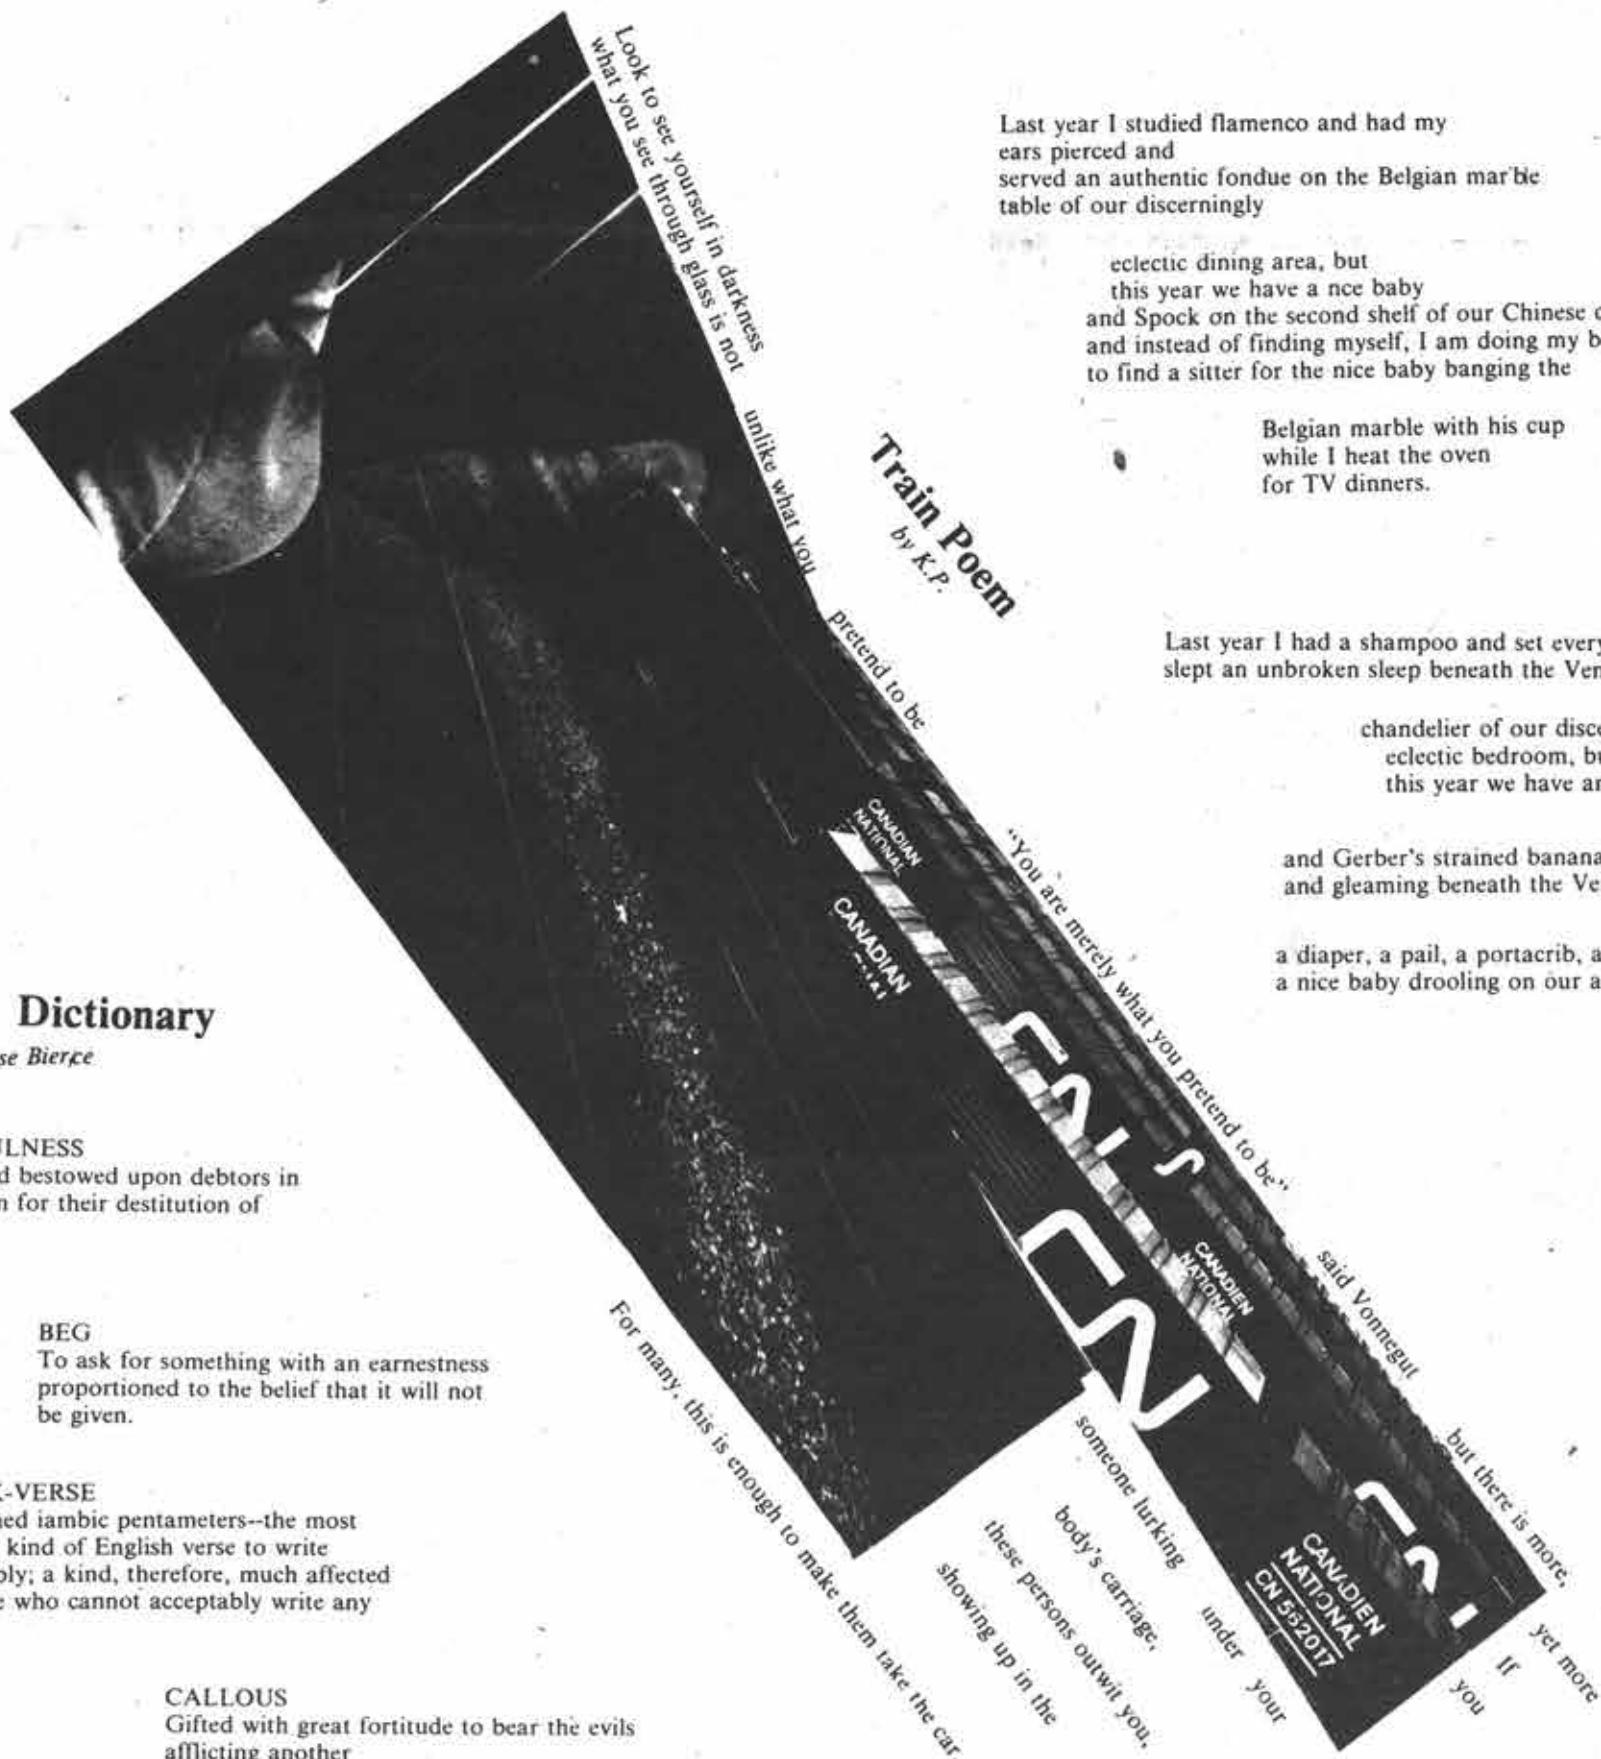 Look to see yourself in darkness
what you see through glass is not
unlike what you
pretend to be
"You are merely what you pretend to be"
said Vonnegut
but there is more,
yet more
If
you
someone lurking
under
your
body's carriage,
these persons outwit you,
showing up in the
For many, this is enough to make them take the car
Train Poem
by K.P.
CANADIAN
NATIONAL
CANADIAN
CN
CANADIEN
NATIONAL
CANADIEN
NATIONAL
CN 582017
Last year I studied flamenco and had my
ears pierced and
served an authentic fondue on the Belgian marble
table of our discerningly
eclectic dining area, but
this year we have a nce baby
and Spock on the second shelf of our Chinese
and instead of finding myself, I am doing my b
to find a sitter for the nice baby banging the
Belgian marble with his cup
while I heat the oven
for TV dinners.
Last year I had a shampoo and set every
slept an unbroken sleep beneath the Ven
chandelier of our disce
eclectic bedroom, bu
this year we have
and Gerber's strained banana
and gleaming beneath the Ve
a diaper, a pail, a portacrib, a
a nice baby drooling on our a
Dictionary
se Bierce
ULNESS
d bestowed upon debtors in
n for their destitution of
BEG
To ask for something with an earnestness
proportioned to the belief that it will not
be given.
K-VERSE
ned iambic pentameters--the most
kind of English verse to write
bly; a kind, therefore, much affected
e who cannot acceptably write any
CALLOUS
Gifted with great fortitude to bear the evils
afflicting another